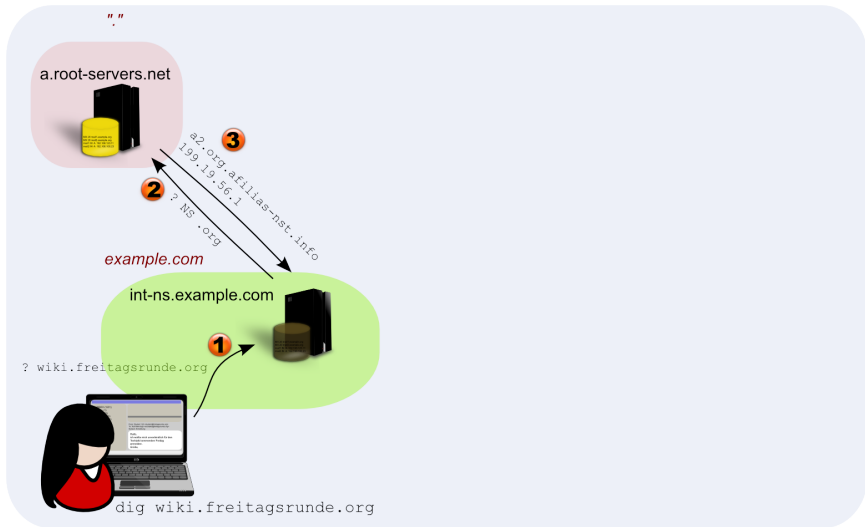 "."
a.root-servers.net
3
a2.org.afilias-nst.info
199.19.56.1
2
? NS .org
example.com
int-ns.example.com
1
? wiki.freitagsrunde.org
dig wiki.freitagsrunde.org